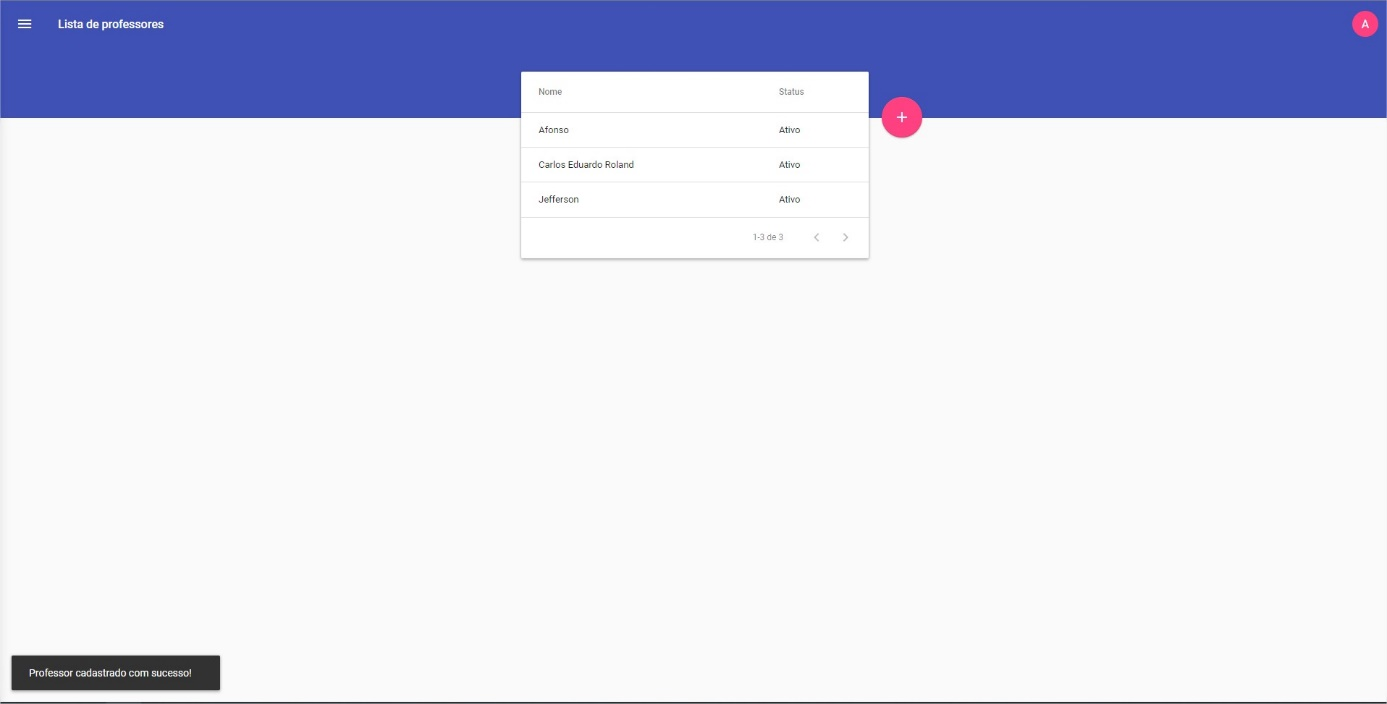 Lista de professores
A
Nome Status
Afonso Ativo
Carlos Eduardo Roland Ativo
Jefferson Ativo
1-3 de 3
Professor cadastrado com sucesso!